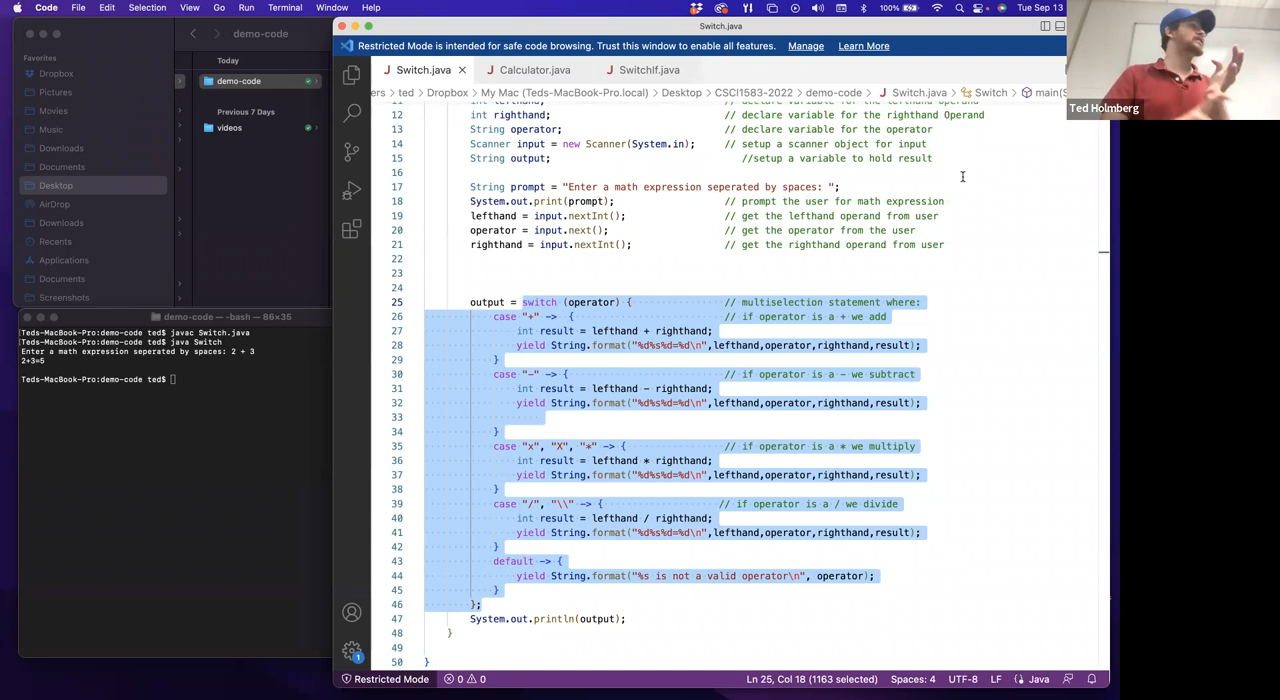 Code File Edit Selection View Go Run Terminal Window Help
100% Tue Sep 13
demo-code
Switch.java
Favorites
Dropbox
Pictures
Movies
Music
Downloads
Documents
Desktop
AirDrop
Downloads
Recents
Applications
Documents
Screenshots
Today
demo-code
Previous 7 Days
videos
Restricted Mode is intended for safe code browsing. Trust this window to enable all features. Manage Learn More
Switch.java Calculator.java SwitchIf.java
ers > ted > Dropbox > My Mac (Teds-MacBook-Pro.local) > Desktop > CSCI1583-2022 > demo-code > Switch.java > Switch > main(S
Ted Holmberg
11 int lefthand; // declare variable for the lefthand Operand
12 int righthand; // declare variable for the righthand Operand
13 String operator; // declare variable for the operator
14 Scanner input = new Scanner(System.in); // setup a scanner object for input
15 String output; //setup a variable to hold result
16
17 String prompt = "Enter a math expression seperated by spaces: ";
18 System.out.print(prompt); // prompt the user for math expression
19 lefthand = input.nextInt(); // get the lefthand operand from user
20 operator = input.next(); // get the operator from the user
21 righthand = input.nextInt(); // get the righthand operand from user
22
23
24
25 output = switch (operator) { // multiselection statement where:
26 case "+" -> { // if operator is a + we add
27 int result = lefthand + righthand;
28 yield String.format("%d%s%d=%d\n",lefthand,operator,righthand,result);
29 }
30 case "-" -> { // if operator is a - we subtract
31 int result = lefthand - righthand;
32 yield String.format("%d%s%d=%d\n",lefthand,operator,righthand,result);
33
34 }
35 case "x", "X", "*" -> { // if operator is a * we multiply
36 int result = lefthand * righthand;
37 yield String.format("%d%s%d=%d\n",lefthand,operator,righthand,result);
38 }
39 case "/", "\\" -> { // if operator is a / we divide
40 int result = lefthand / righthand;
41 yield String.format("%d%s%d=%d\n",lefthand,operator,righthand,result);
42 }
43 default -> {
44 yield String.format("%s is not a valid operator\n", operator);
45 }
46 };
47 System.out.println(output);
48 }
49
50 }
demo-code — -bash — 86×35
Teds-MacBook-Pro:demo-code ted$ javac Switch.java
Teds-MacBook-Pro:demo-code ted$ java Switch
Enter a math expression seperated by spaces: 2 + 3
2+3=5
Teds-MacBook-Pro:demo-code ted$
1
Restricted Mode 0 0 Ln 25, Col 18 (1163 selected) Spaces: 4 UTF-8 LF Java